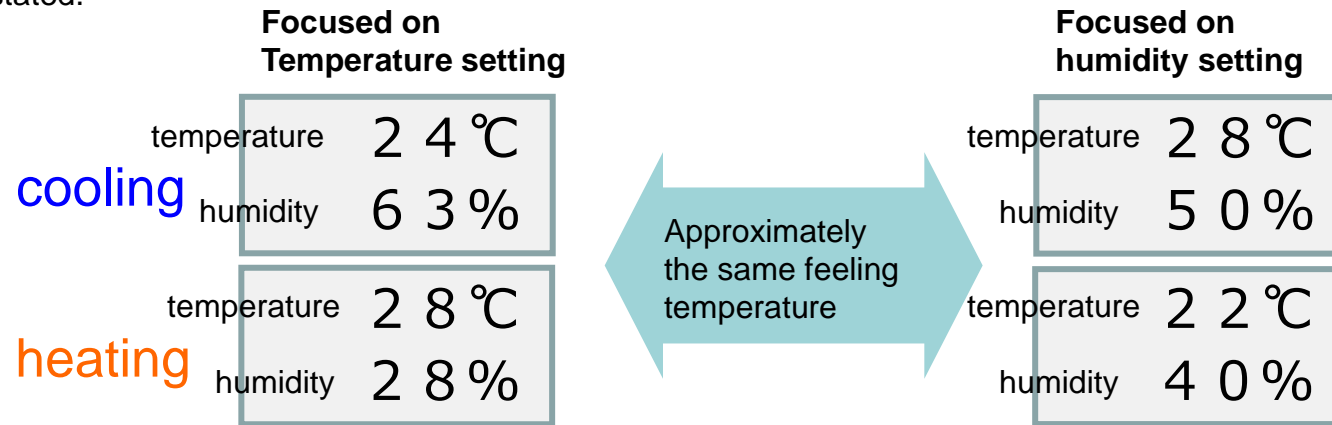 stated.
Focused on
Temperature setting
Focused on
humidity setting
cooling
temperature 24℃
humidity 63%
Approximately
the same feeling
temperature
temperature 28℃
humidity 50%
heating
temperature 28℃
humidity 28%
temperature 22℃
humidity 40%